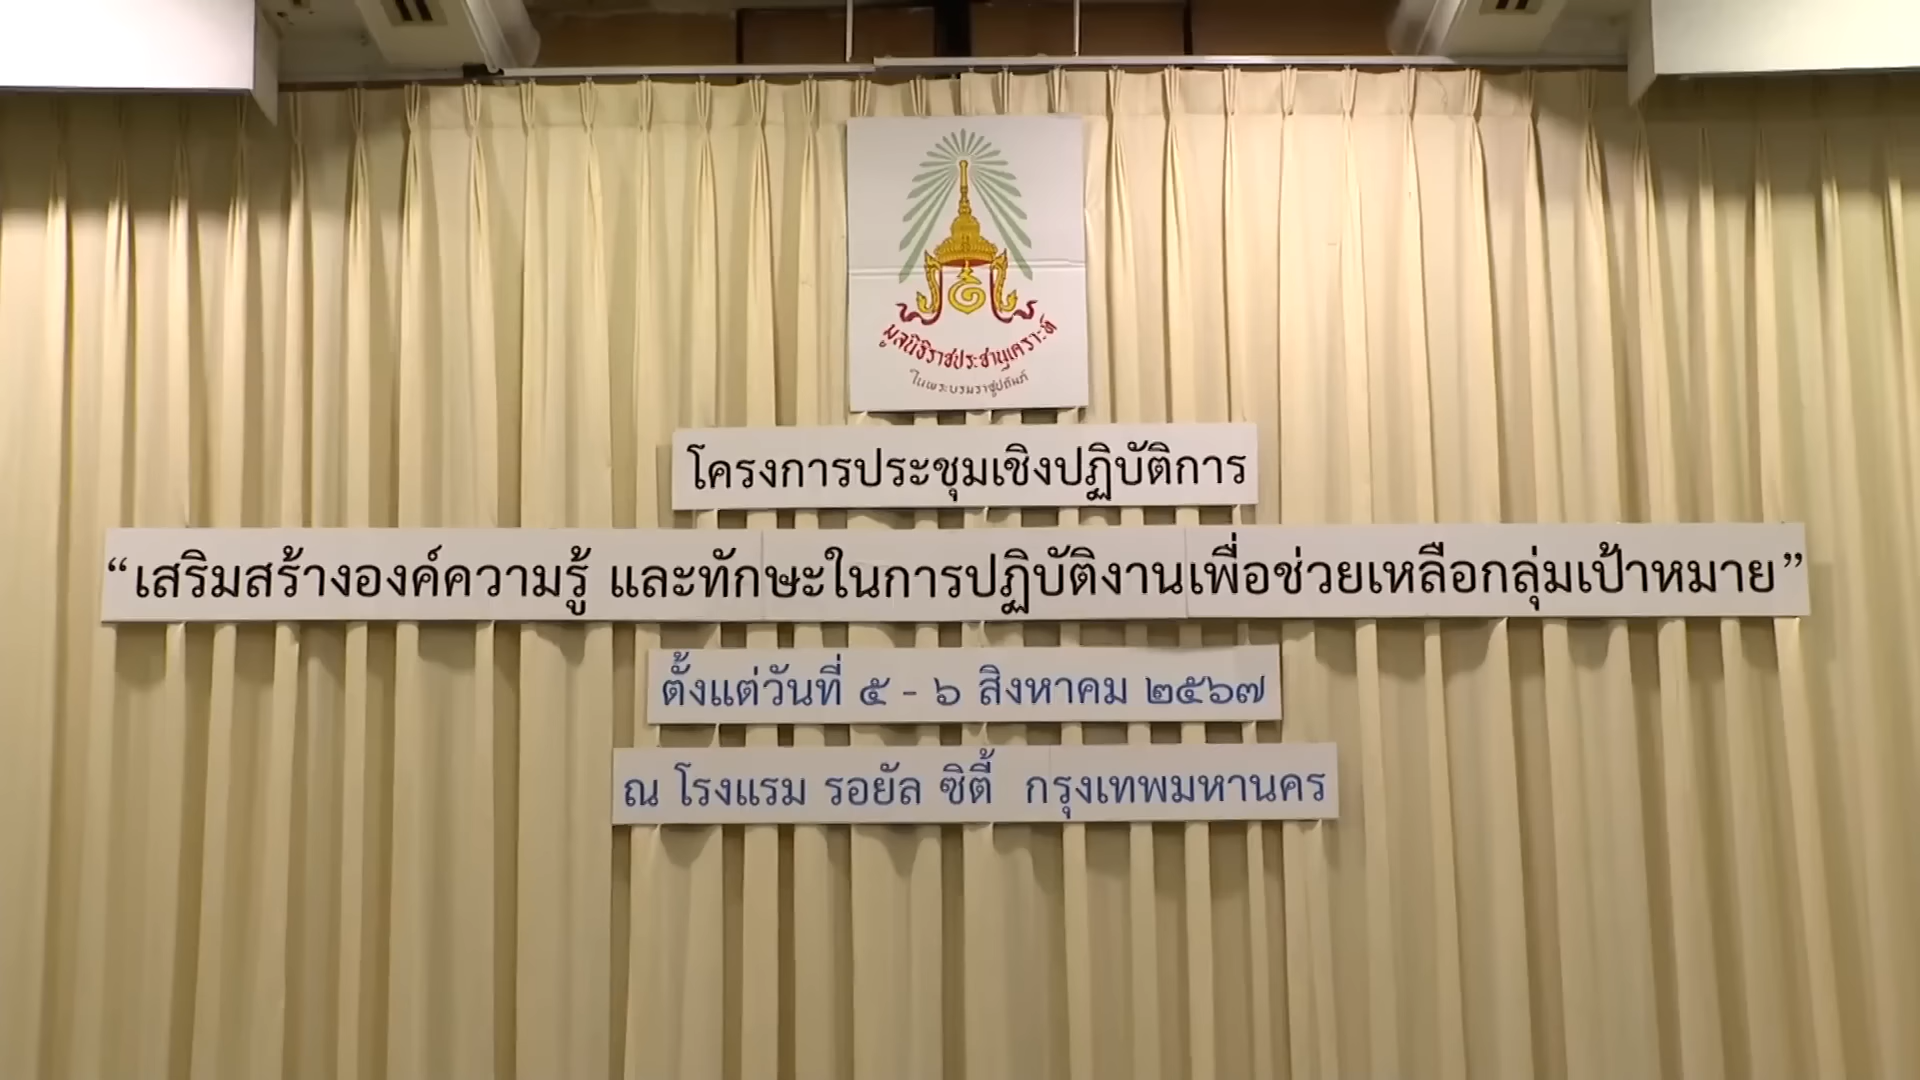 มูลนิธิราชประชานุเคราะห์
ในพระบรมราชูปถัมภ์
โครงการประชุมเชิงปฏิบัติการ
“เสริมสร้างองค์ความรู้ และทักษะในการปฏิบัติงานเพื่อช่วยเหลือกลุ่มเป้าหมาย”
ตั้งแต่วันที่ ๕ - ๖ สิงหาคม ๒๕๖๗
ณ โรงแรม รอยัล ซิตี้ กรุงเทพมหานคร